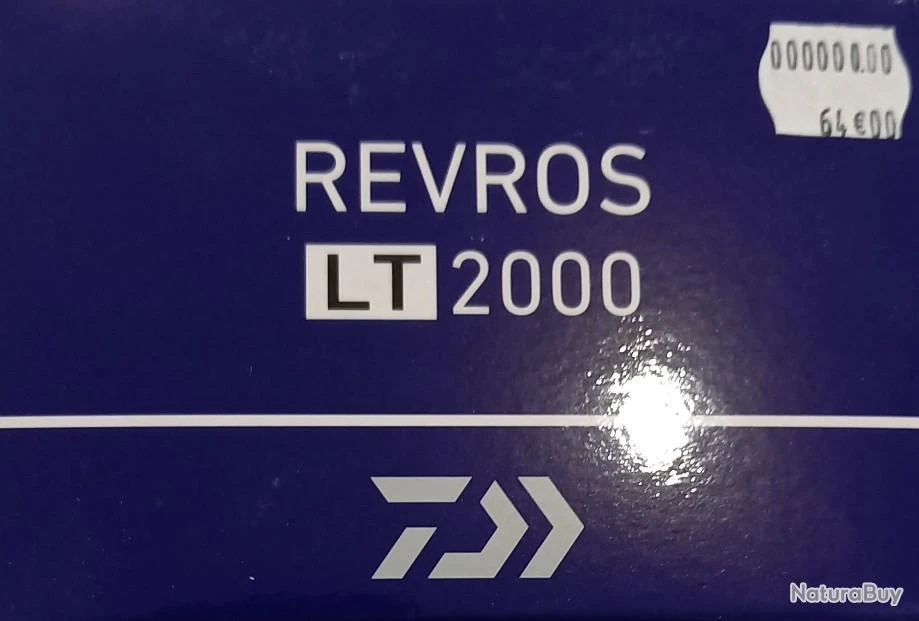 000000.00
64€00
REVROS
LT 2000
NaturaBuy